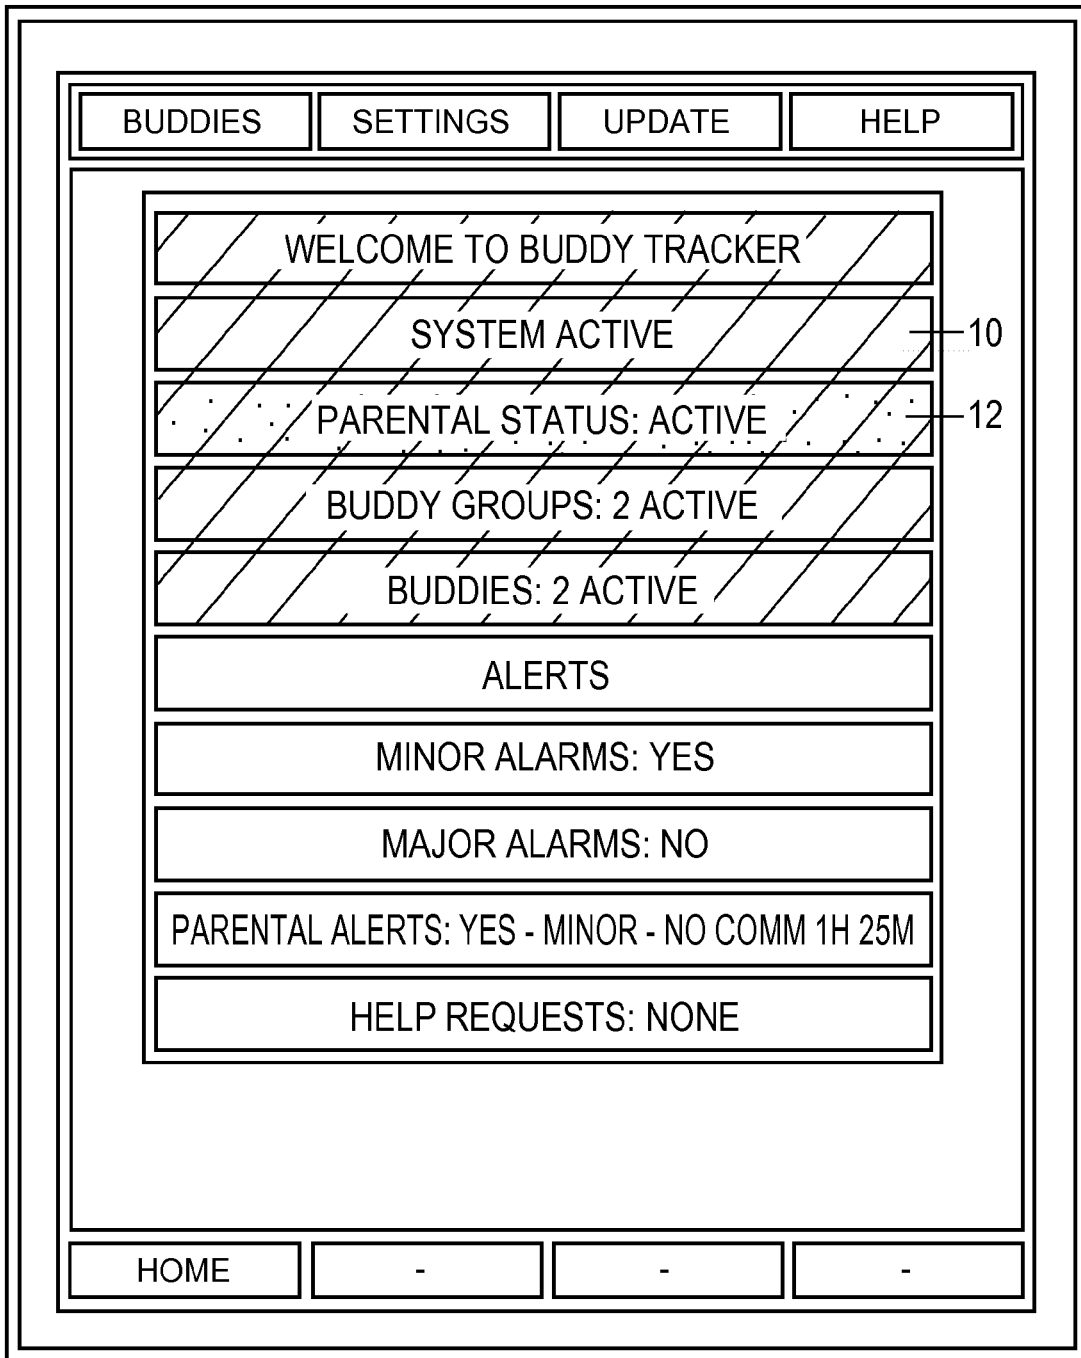 BUDDIES SETTINGS UPDATE HELP
WELCOME TO BUDDY TRACKER
SYSTEM ACTIVE 10
PARENTAL STATUS: ACTIVE 12
BUDDY GROUPS: 2 ACTIVE
BUDDIES: 2 ACTIVE
ALERTS
MINOR ALARMS: YES
MAJOR ALARMS: NO
PARENTAL ALERTS: YES - MINOR - NO COMM 1H 25M
HELP REQUESTS: NONE
HOME - - -